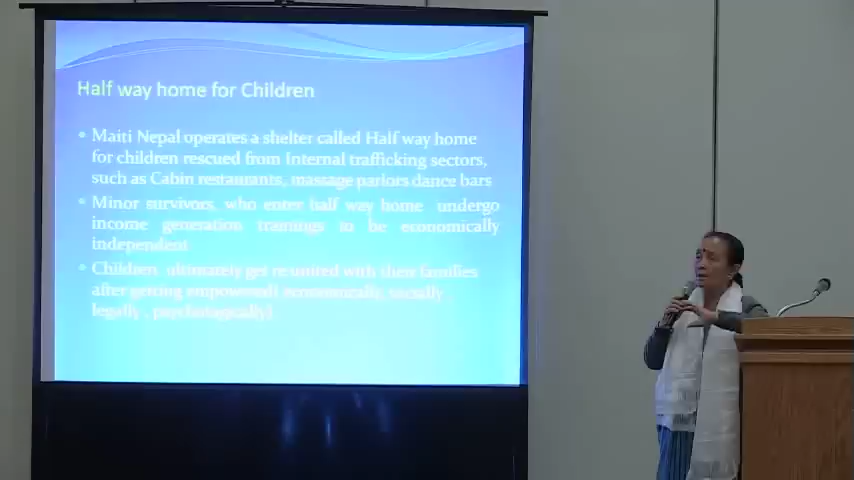 Half way home for Children
• Maiti Nepal operates a shelter called Half way home
for children rescued from Internal trafficking sectors,
such as Cabin restaurants, massage parlors dance bars
• Minor survivors, who enter half way home undergo
income generation trainings to be economically
independent
• Children ultimately get reunited with their families
after getting empowered( economically, socially,
legally , psychologically)